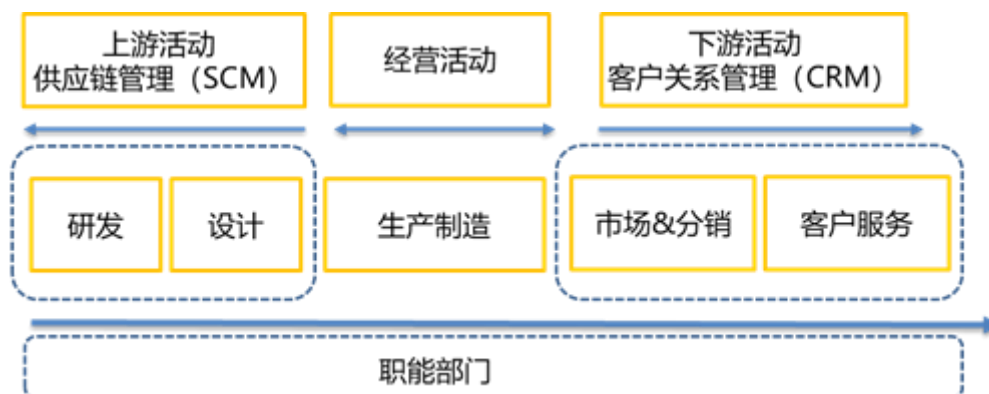 上游活动
供应链管理（SCM）
经营活动
下游活动
客户关系管理（CRM）
研发
设计
生产制造
市场&分销
客户服务
职能部门